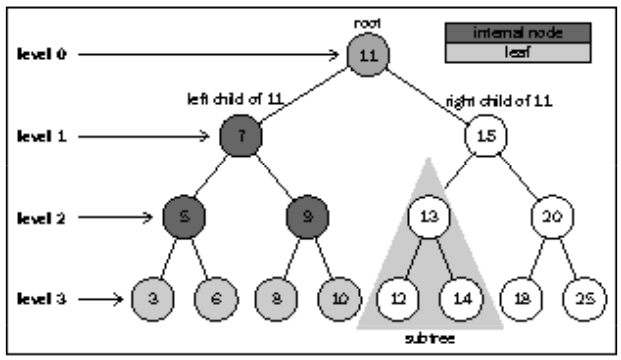 root
internal node
leaf
level 0
11
left child of 11
right child of 11
level 1
7
15
level 2
5
9
13
20
level 3
3
6
8
10
12
14
18
25
subtree